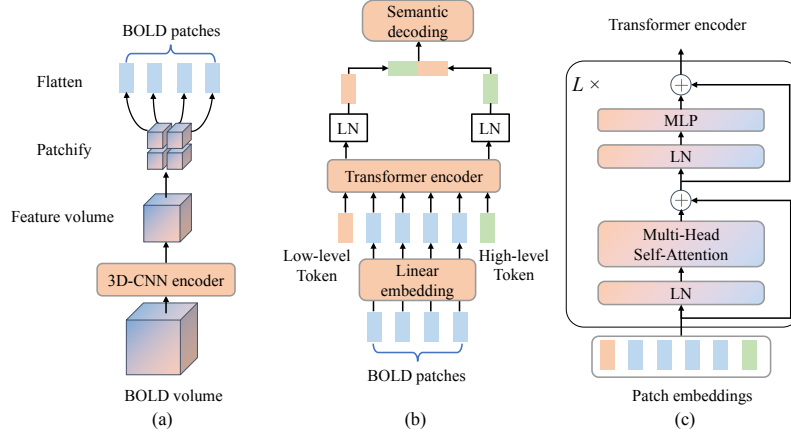 BOLD patches
Flatten
Patchify
Feature volume
3D-CNN encoder
BOLD volume
(a)
Semantic
decoding
LN
LN
Transformer encoder
Low-level
Token
High-level
Token
Linear
embedding
BOLD patches
(b)
Transformer encoder
L ×
MLP
LN
Multi-Head
Self-Attention
LN
Patch embeddings
(c)